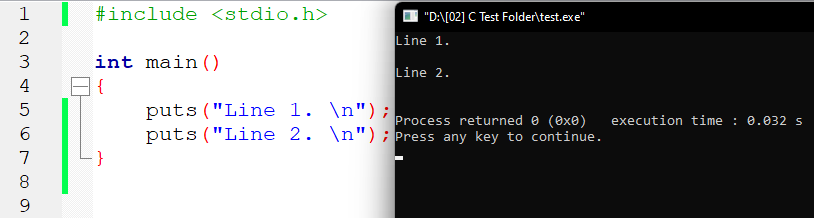 1 #include <stdio.h>
2
3 int main()
4 {
5 puts("Line 1. \n");
6 puts("Line 2. \n");
7 }
8
9
"D:\[02] C Test Folder\test.exe"
Line 1.
Line 2.
Process returned 0 (0x0)   execution time : 0.032 s
Press any key to continue.